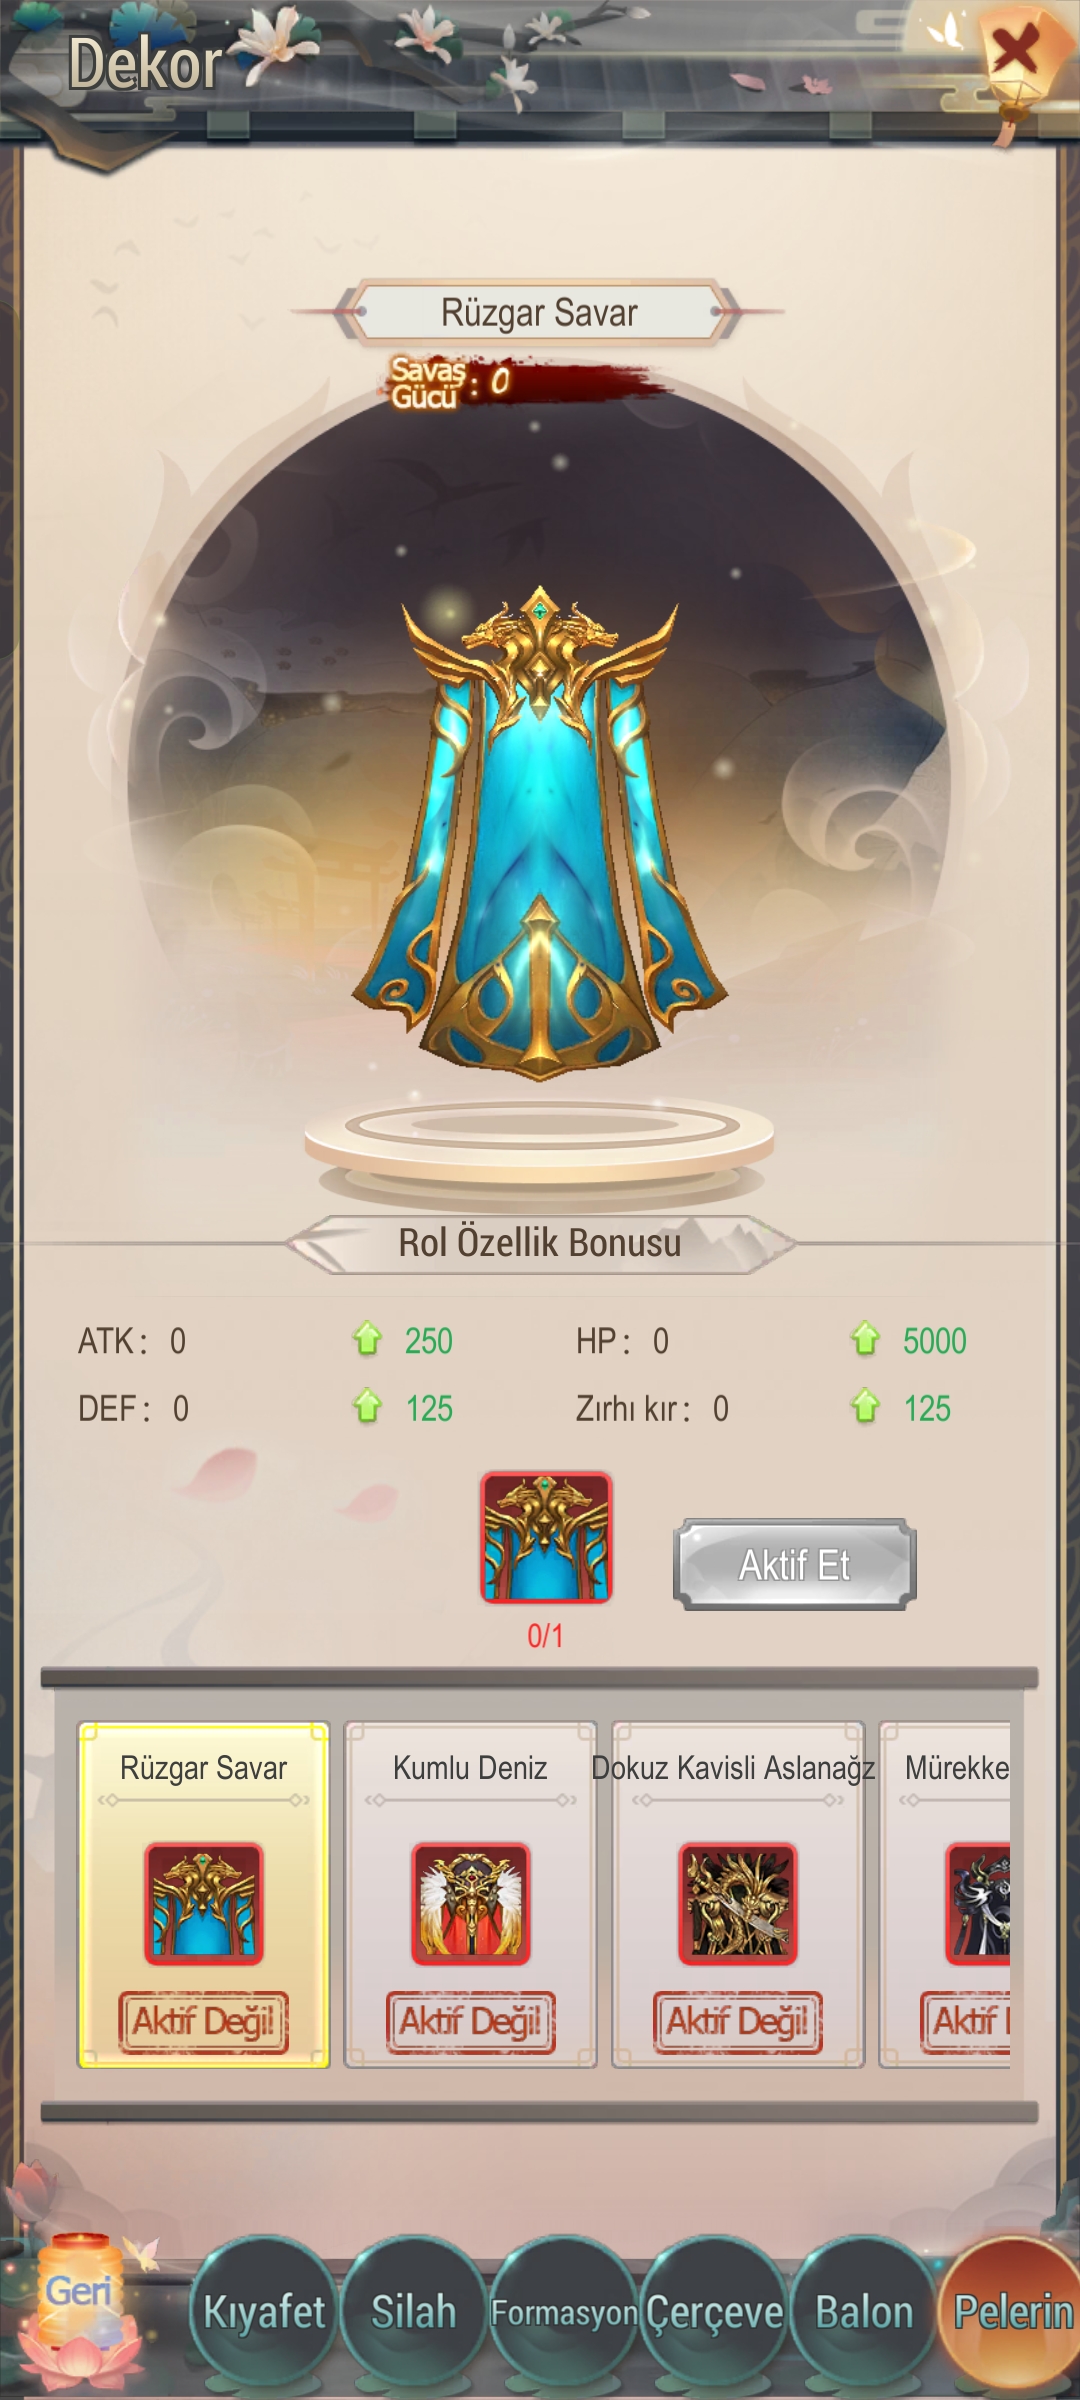 Dekor
Rüzgar Savar
Savaş Gücü : 0
Rol Özellik Bonusu
ATK : 0 250 HP : 0 5000
DEF : 0 125 Zırhı kır : 0 125
Aktif Et
0/1
Rüzgar Savar Kumlu Deniz Dokuz Kavisli Aslanağz Mürekke
Aktif Değil Aktif Değil Aktif Değil Aktif
Geri Kıyafet Silah Formasyon Çerçeve Balon Pelerin